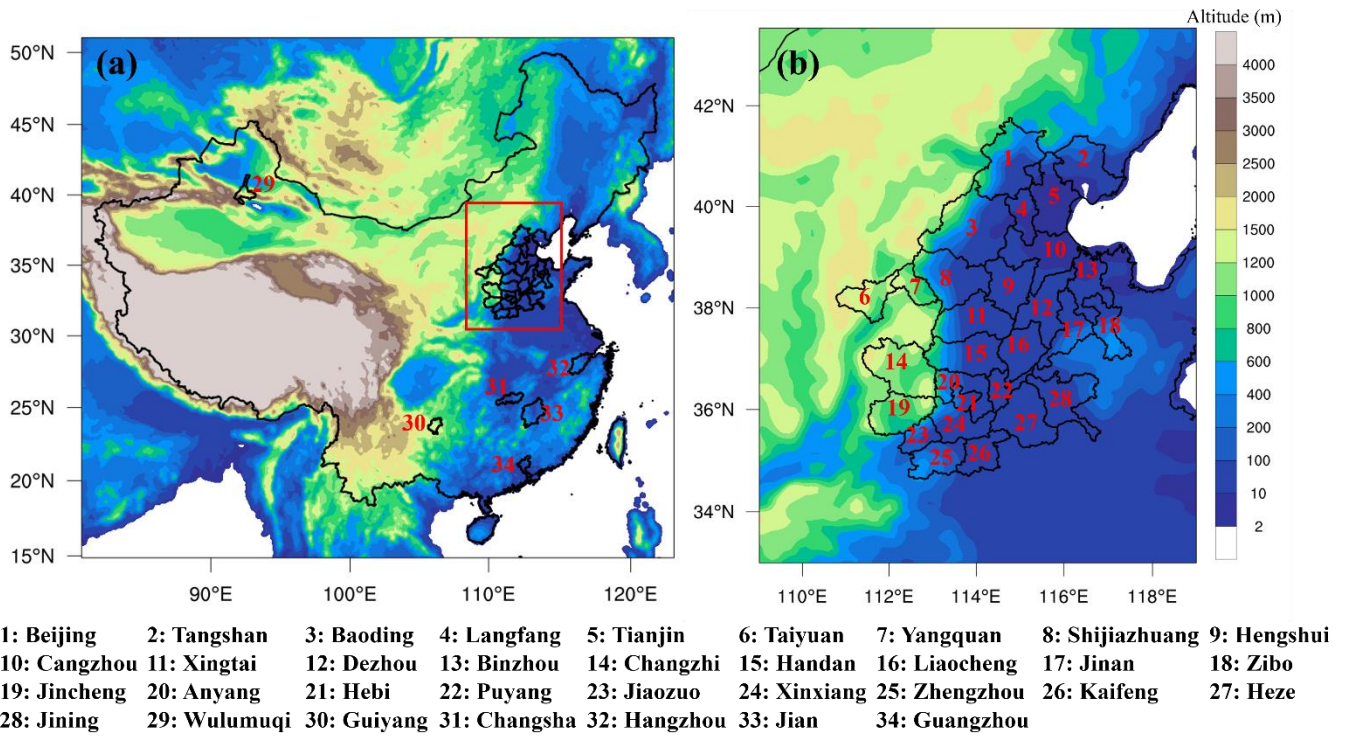 Altitude (m)
(a)
(b)
50°N
45°N
40°N
35°N
30°N
25°N
20°N
15°N
90°E
100°E
110°E
120°E
29
30
31
32
33
34
42°N
40°N
38°N
36°N
34°N
110°E
112°E
114°E
116°E
118°E
1
2
3
4
5
6
7
8
9
10
11
12
13
14
15
16
17
18
19
20
21
22
23
24
25
26
27
28
4000
3500
3000
2500
2000
1500
1200
1000
800
600
400
200
100
10
2
1: Beijing 2: Tangshan 3: Baoding 4: Langfang 5: Tianjin 6: Taiyuan 7: Yangquan 8: Shijiazhuang 9: Hengshui
10: Cangzhou 11: Xingtai 12: Dezhou 13: Binzhou 14: Changzhi 15: Handan 16: Liaocheng 17: Jinan 18: Zibo
19: Jincheng 20: Anyang 21: Hebi 22: Puyang 23: Jiaozuo 24: Xinxiang 25: Zhengzhou 26: Kaifeng 27: Heze
28: Jining 29: Wulumuqi 30: Guiyang 31: Changsha 32: Hangzhou 33: Jian 34: Guangzhou